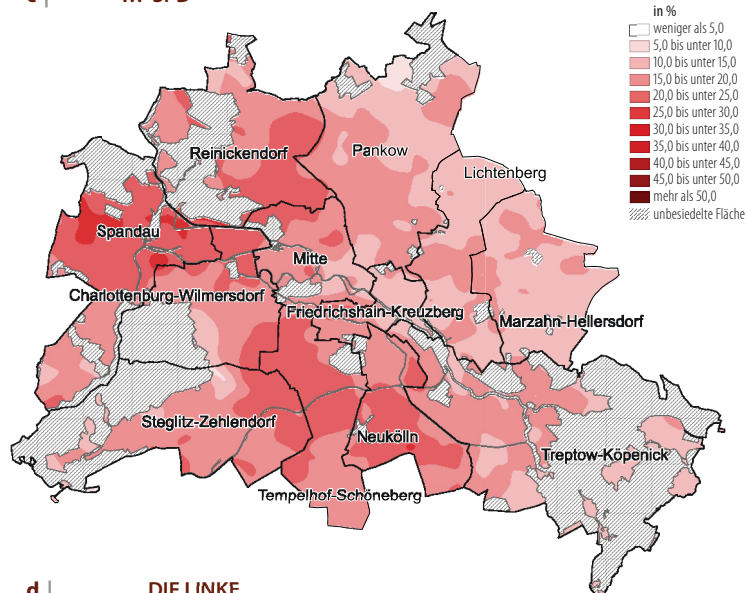 in %
weniger als 5,0
5,0 bis unter 10,0
10,0 bis unter 15,0
15,0 bis unter 20,0
20,0 bis unter 25,0
25,0 bis unter 30,0
30,0 bis unter 35,0
35,0 bis unter 40,0
40,0 bis unter 45,0
45,0 bis unter 50,0
mehr als 50,0
unbesiedelte Fläche
Reinickendorf
Pankow
Lichtenberg
Spandau
Mitte
Charlottenburg-Wilmersdorf
Friedrichshain-Kreuzberg
Marzahn-Hellersdorf
Steglitz-Zehlendorf
Neukölln
Treptow-Köpenick
Tempelhof-Schöneberg
d | DIE LINKE